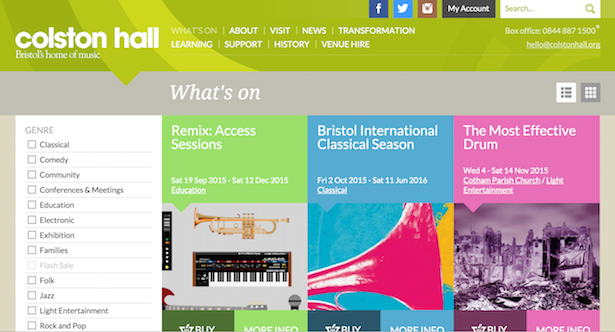 My Account
Search...
colston hall
Bristol's home of music
WHAT'S ON | ABOUT | VISIT | NEWS | TRANSFORMATION
LEARNING | SUPPORT | HISTORY | VENUE HIRE
Box office: 0844 887 1500*
hello@colstonhall.org
What's on
GENRE
Classical
Comedy
Community
Conferences & Meetings
Education
Electronic
Exhibition
Families
Flash Sale
Folk
Jazz
Light Entertainment
Rock and Pop
Remix: Access
Sessions
Sat 19 Sep 2015 - Sat 12 Dec 2015
Education
BUY
MORE INFO
Bristol International
Classical Season
Fri 2 Oct 2015 - Sat 11 Jun 2016
Classical
BUY
MORE INFO
The Most Effective
Drum
Wed 4 - Sat 14 Nov 2015
Cotham Parish Church / Light
Entertainment
BUY
MORE INFO